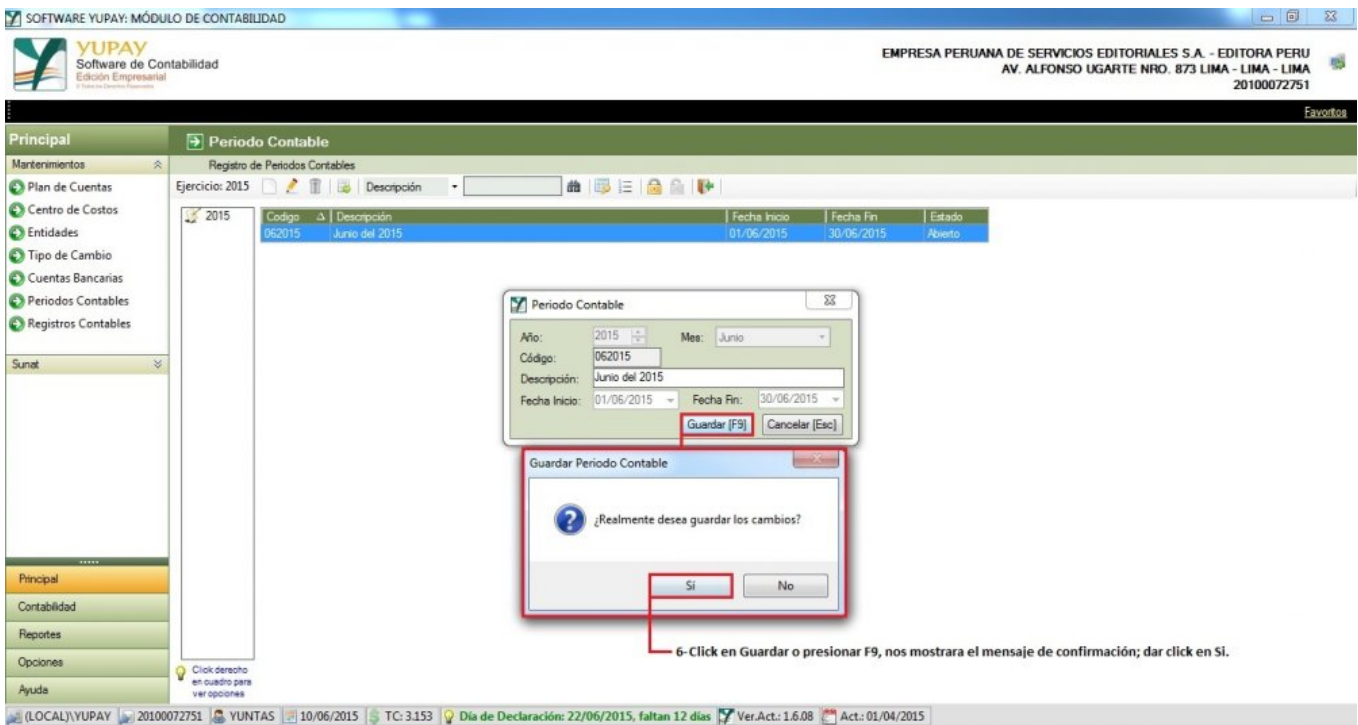 SOFTWARE YUPAY: MÓDULO DE CONTABILIDAD
YUPAY
Software de Contabilidad
Edición Empresarial
EMPRESA PERUANA DE SERVICIOS EDITORIALES S.A. - EDITORA PERU
AV. ALFONSO UGARTE NRO. 873 LIMA - LIMA - LIMA
20100072751
Favoritos
Principal
Periodo Contable
Mantenimientos
Registro de Periodos Contables
Plan de Cuentas
Centro de Costos
Entidades
Tipo de Cambio
Cuentas Bancarias
Periodos Contables
Registros Contables
Sunat
Ejercicio: 2015 Descripción
2015
Codigo Descripción Fecha Inicio Fecha Fin Estado
062015 Junio del 2015 01/06/2015 30/06/2015 Abierto
Periodo Contable
Año: 2015 Mes: Junio
Código: 062015
Descripción: Junio del 2015
Fecha Inicio: 01/06/2015 Fecha Fin: 30/06/2015
Guardar [F9] Cancelar [Esc]
Guardar Periodo Contable
¿Realmente desea guardar los cambios?
Sí No
6-Click en Guardar o presionar F9, nos mostrara el mensaje de confirmación; dar click en Si.
Principal
Contabilidad
Reportes
Opciones
Ayuda
Click derecho
en cuadro para
ver opciones
(LOCAL)\YUPAY 20100072751 YUNTAS 10/06/2015 TC: 3.153 Día de Declaración: 22/06/2015, faltan 12 días Ver.Act.: 1.6.08 Act.: 01/04/2015